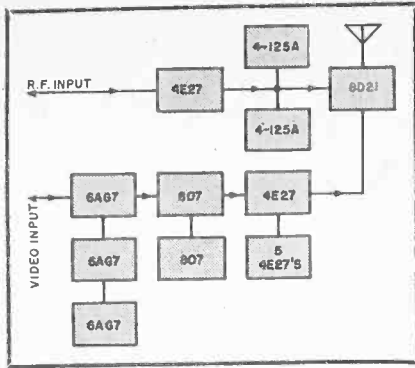 4-125A
R.F. INPUT
4E27
8D21
4-125A
VIDEO INPUT
6AG7
807
4E27
6AG7
807
5
4E27'S
6AG7